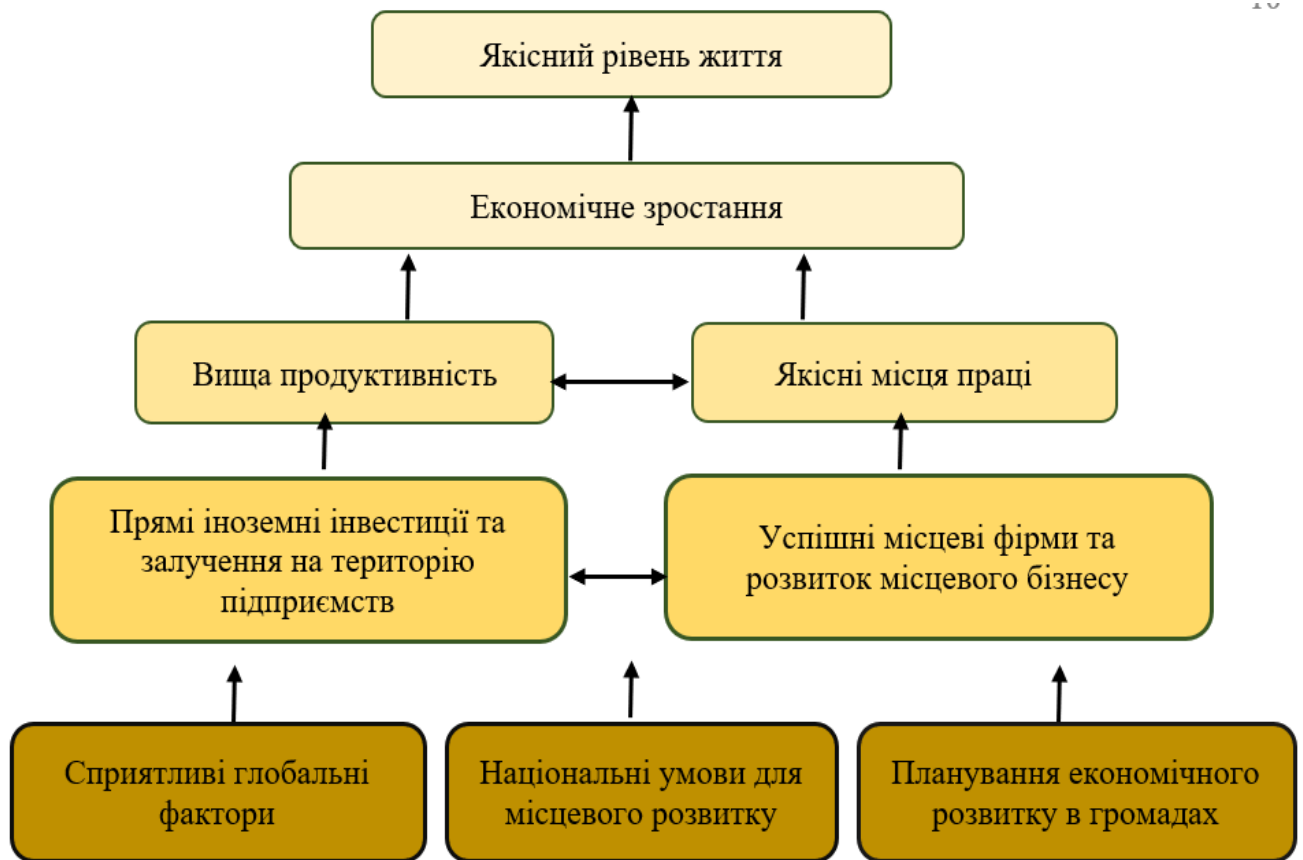 Якісний рівень життя
Економічне зростання
Вища продуктивність
Якісні місця праці
Прямі іноземні інвестиції та
залучення на територію
підприємств
Успішні місцеві фірми та
розвиток місцевого бізнесу
Сприятливі глобальні
фактори
Національні умови для
місцевого розвитку
Планування економічного
розвитку в громадах